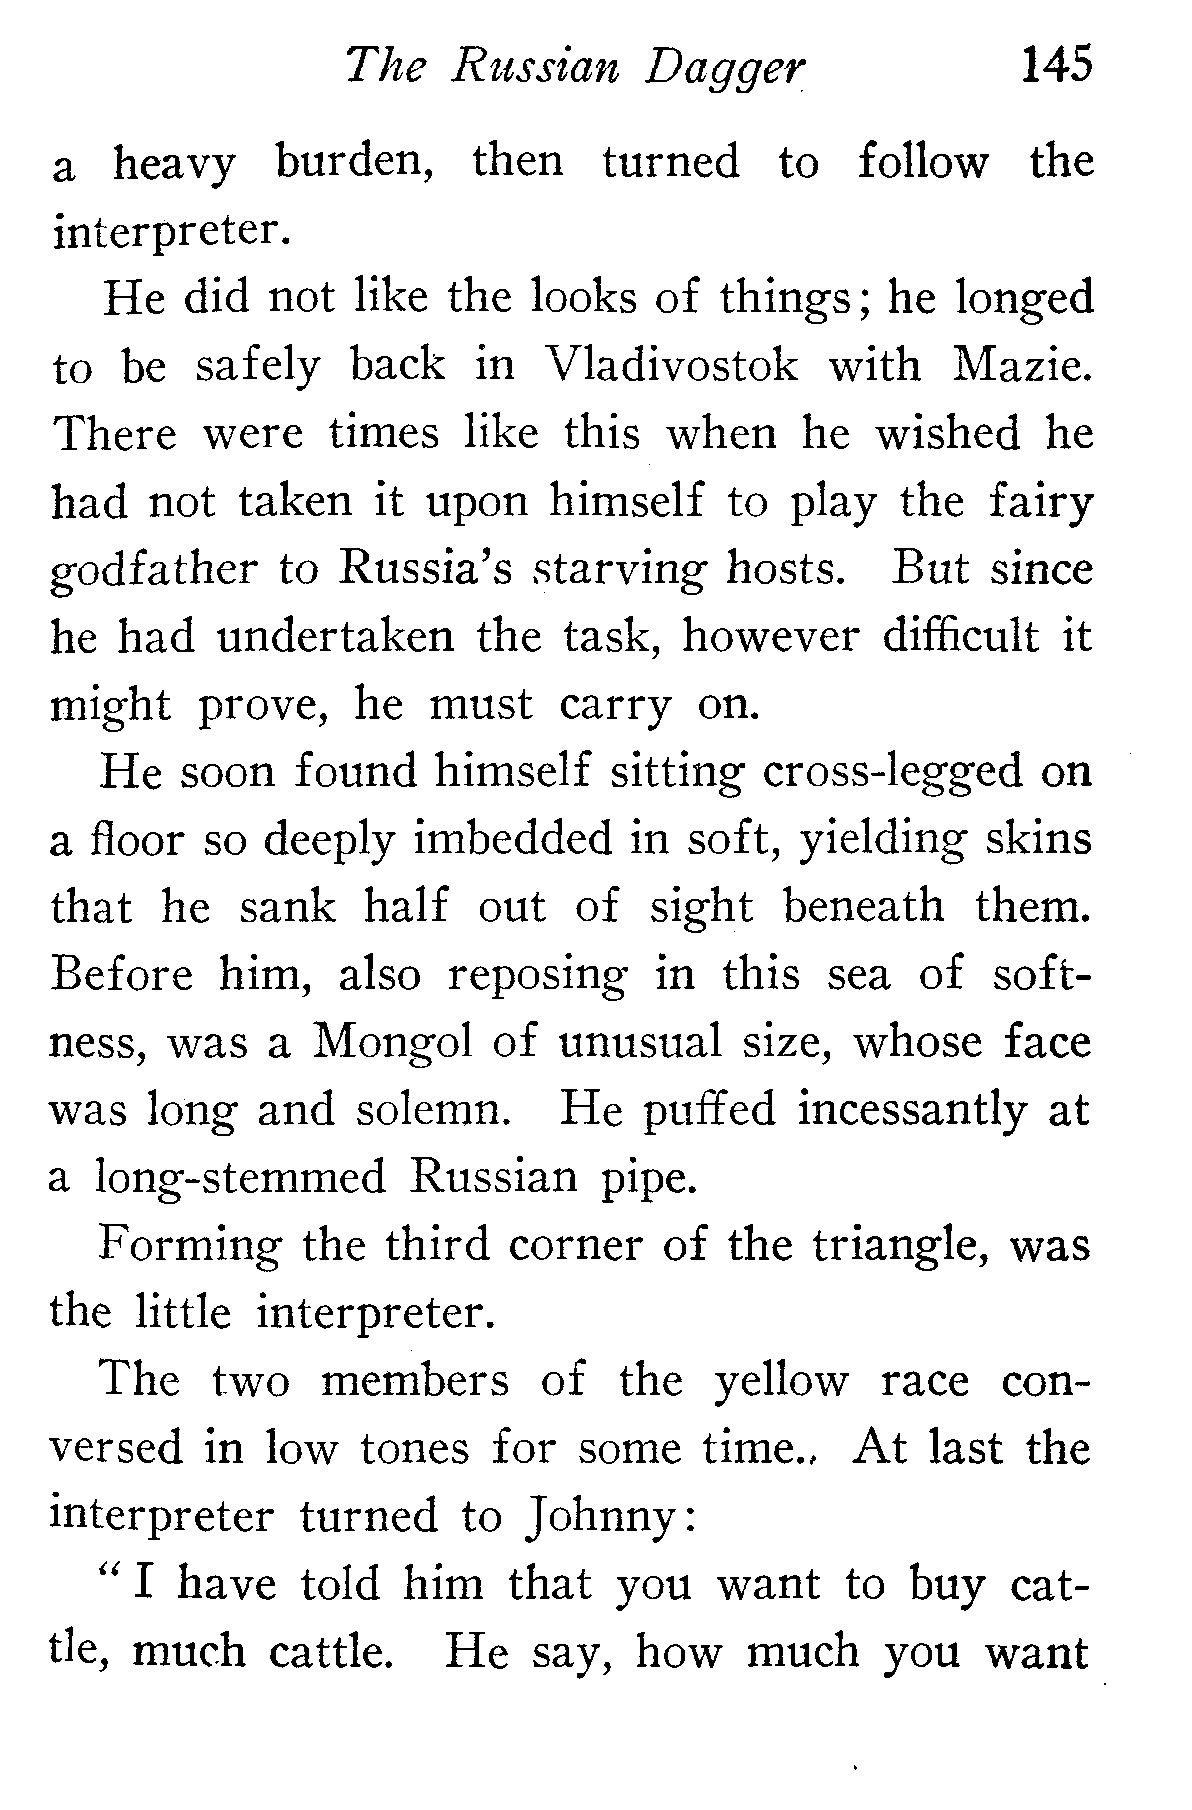 The Russian Dagger 145
a heavy burden, then turned to follow the
interpreter.
He did not like the looks of things; he longed
to be safely back in Vladivostok with Mazie.
There were times like this when he wished he
had not taken it upon himself to play the fairy
godfather to Russia's starving hosts. But since
he had undertaken the task, however difficult it
might prove, he must carry on.
He soon found himself sitting cross-legged on
a floor so deeply imbedded in soft, yielding skins
that he sank half out of sight beneath them.
Before him, also reposing in this sea of soft-
ness, was a Mongol of unusual size, whose face
was long and solemn. He puffed incessantly at
a long-stemmed Russian pipe.
Forming the third corner of the triangle, was
the little interpreter.
The two members of the yellow race con-
versed in low tones for some time., At last the
interpreter turned to Johnny:
"I have told him that you want to buy cat-
tle, much cattle. He say, how much you want